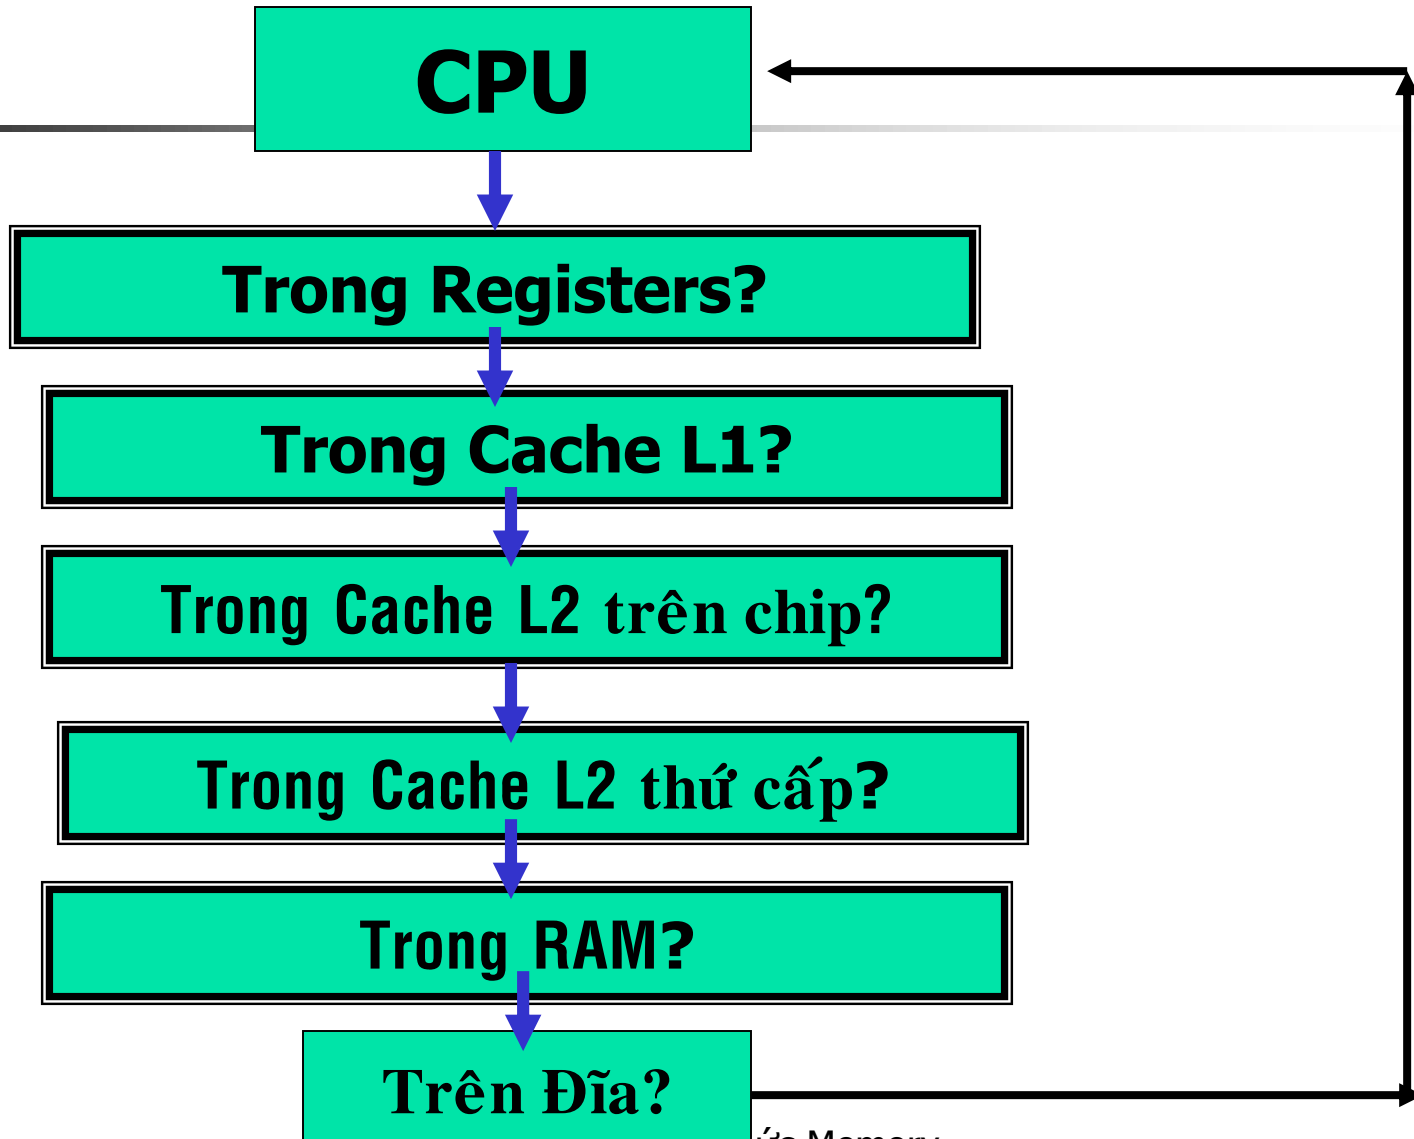 CPU
Trong Registers?
Trong Cache L1?
Trong Cache L2 trên chip?
Trong Cache L2 thứ cấp?
Trong RAM?
Trên Đĩa?
Memory